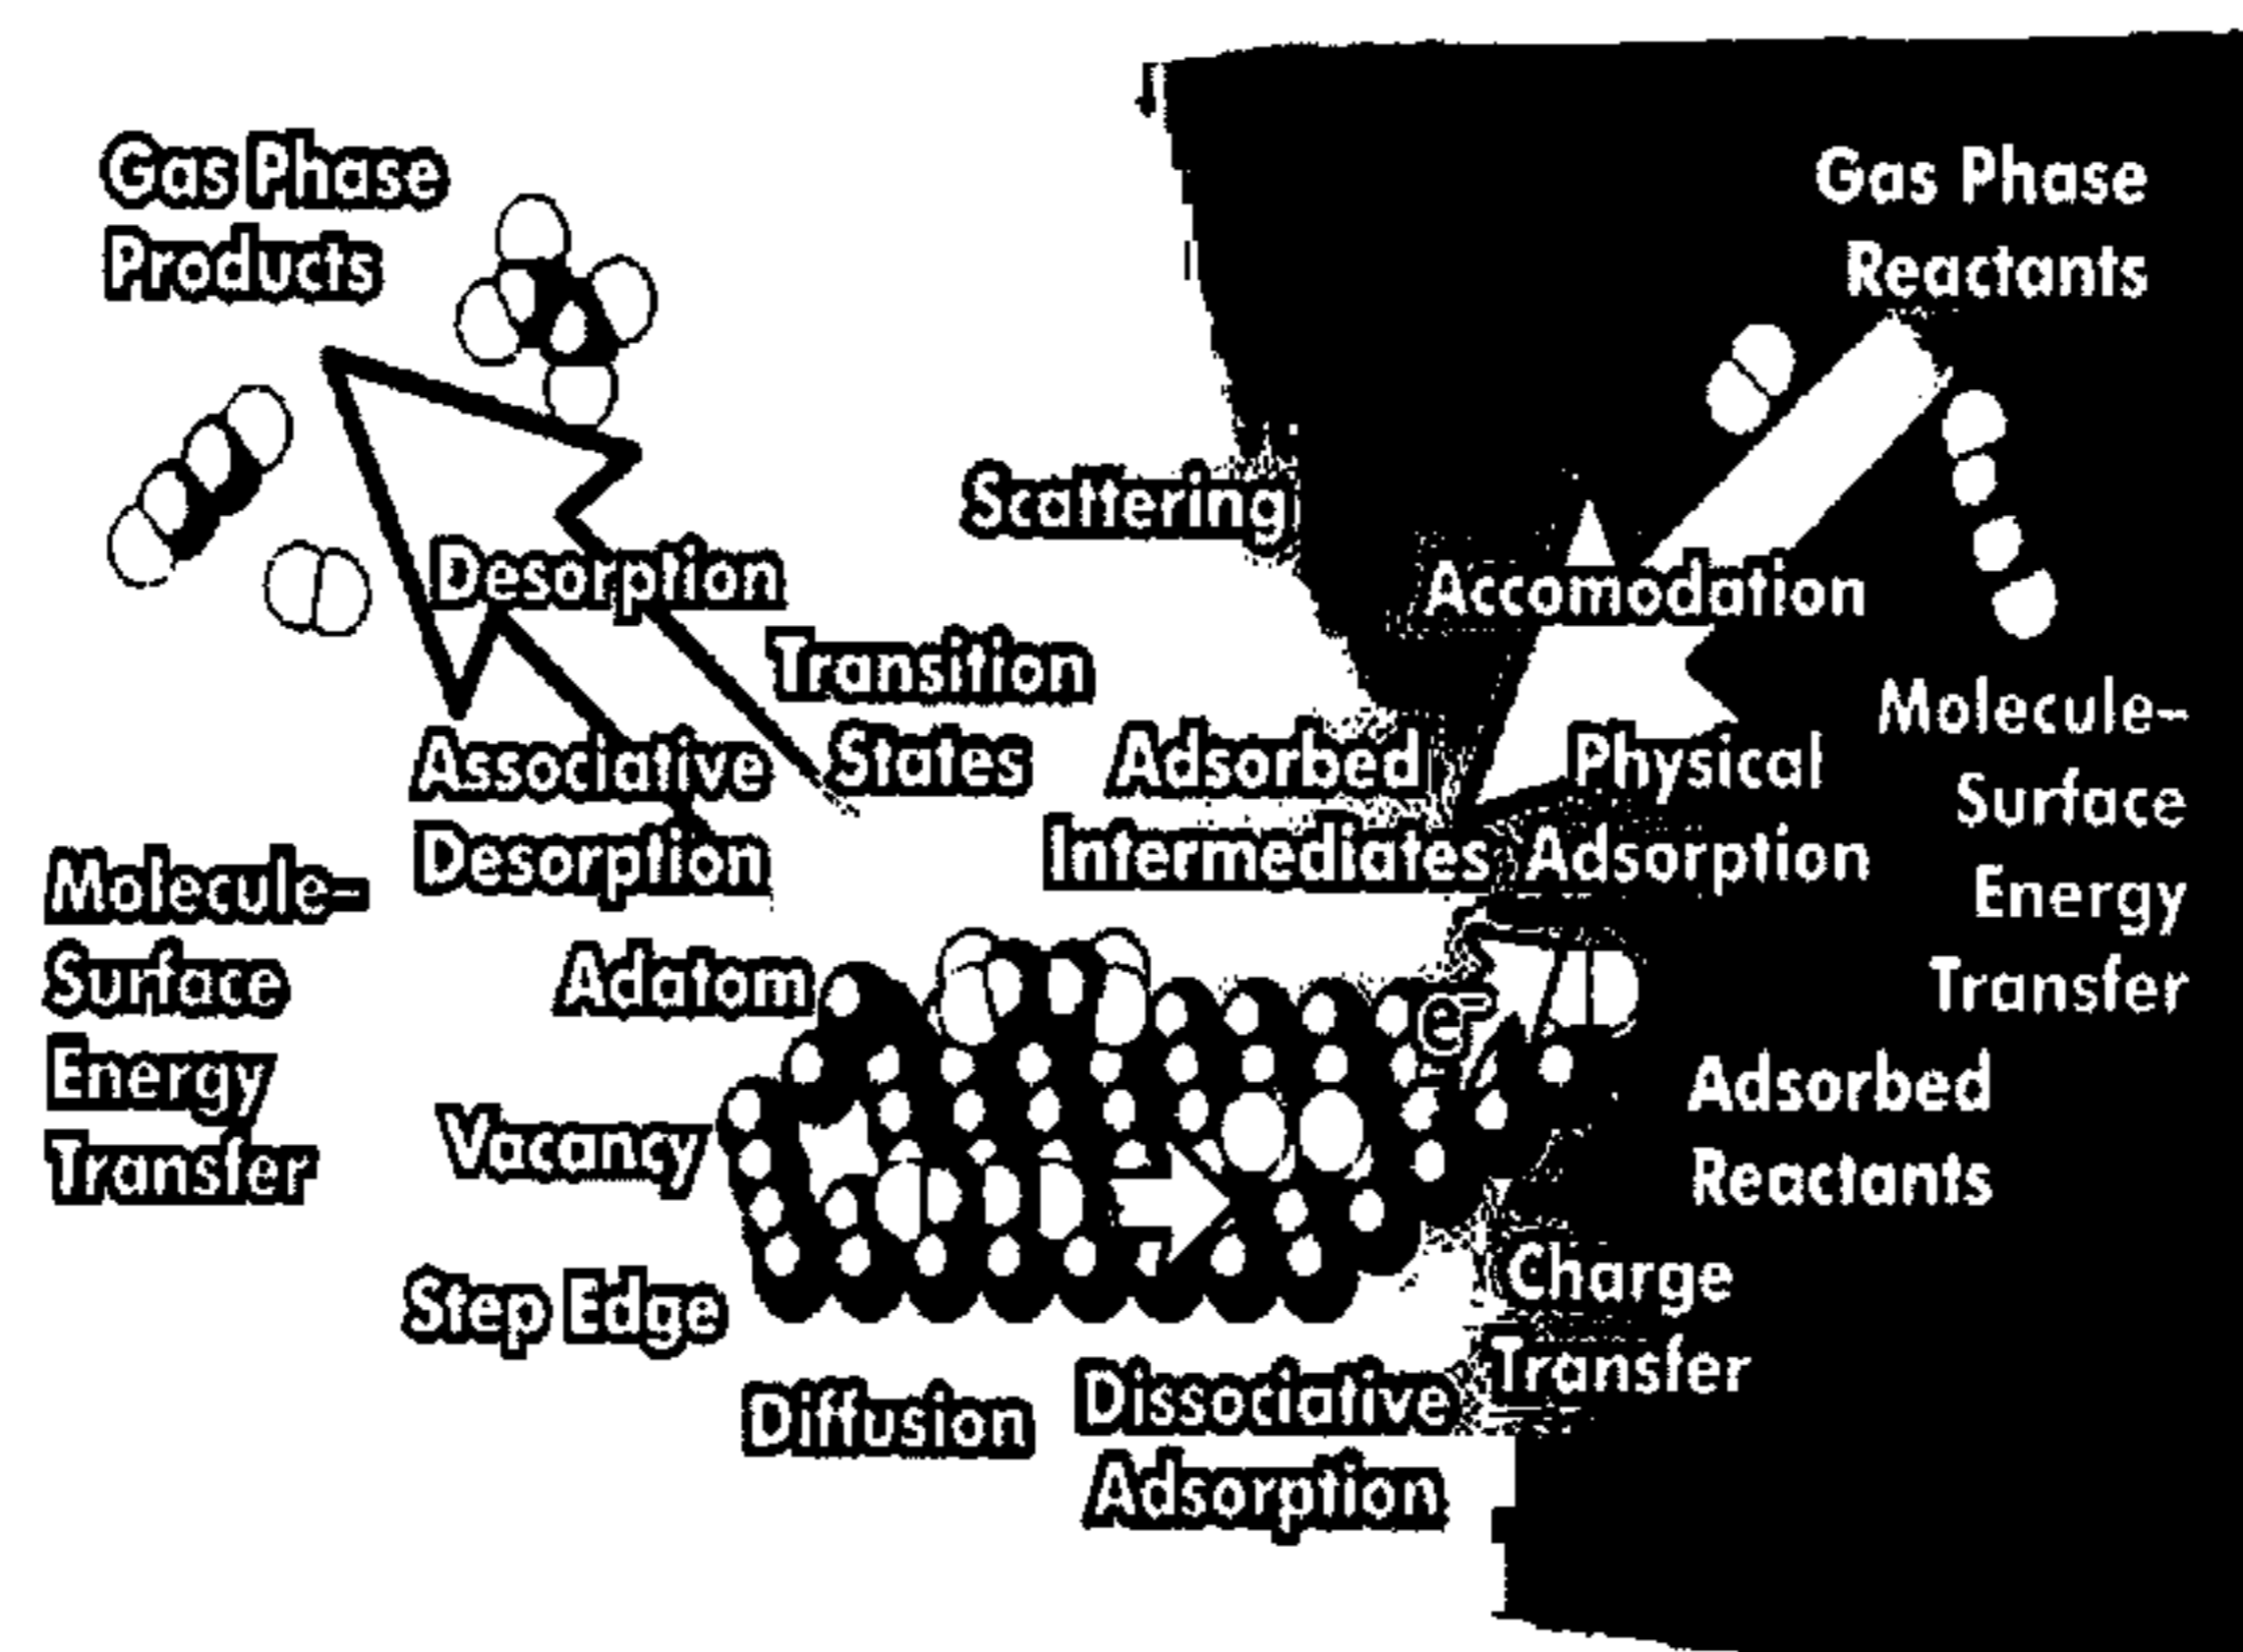 Gas Phase
Products
Gas Phase
Reactants
Scattering
Desorption
Accomodation
Transition
States
Associative
Desorption
Adsorbed
Intermediates
Physical
Adsorption
Molecule–
Surface
Energy
Transfer
Molecule–
Surface
Energy
Transfer
Adatom
e-
Vacancy
Adsorbed
Reactants
Step Edge
Charge
Transfer
Diffusion
Dissociative
Adsorption